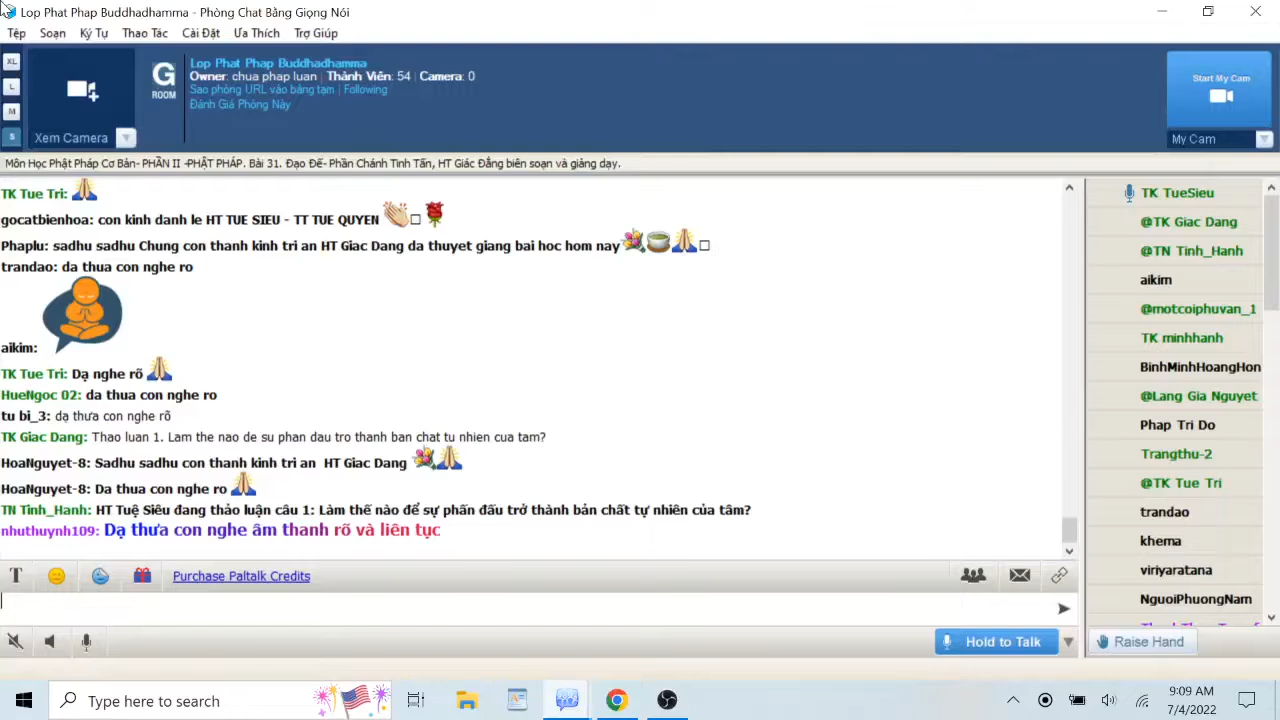 Lop Phat Phap Buddhadhamma - Phòng Chat Bằng Giọng Nói
Tệp Soạn Ký Tự Thao Tác Cài Đặt Ưa Thích Trợ Giúp
XL
L
M
S
Xem Camera
G
ROOM
Lop Phat Phap Buddhadhamma
Owner: chua phap luan | Thành Viên: 54 | Camera: 0
Sao phòng URL vào bảng tạm | Following
Đánh Giá Phòng Này
Start My Cam
My Cam
Môn Học Phật Pháp Cơ Bản- PHẦN II -PHẬT PHÁP. Bài 31. Đạo Đế- Phần Chánh Tinh Tấn, HT Giác Đẳng biên soạn và giảng dạy.
TK Tue Tri:
gocatbienhoa: con kinh danh le HT TUE SIEU - TT TUE QUYEN
Phaplu: sadhu sadhu Chung con thanh kinh tri an HT Giac Dang da thuyet giang bai hoc hom nay
trandao: da thua con nghe ro
aikim:
TK Tue Tri: Dạ nghe rõ
HueNgoc 02: da thua con nghe ro
tu bi_3: dạ thưa con nghe rõ
TK Giac Dang: Thao luan 1. Lam the nao de su phan dau tro thanh ban chat tu nhien cua tam?
HoaNguyet-8: Sadhu sadhu con thanh kinh tri an HT Giac Dang
HoaNguyet-8: Da thua con nghe ro
TN Tinh_Hanh: HT Tuệ Siêu đang thảo luận câu 1: Làm thế nào để sự phấn đấu trở thành bản chất tự nhiên của tâm?
nhuthuynh109: Dạ thưa con nghe âm thanh rõ và liên tục
TK TueSieu
@TK Giac Dang
@TN Tinh_Hanh
aikim
@motcoiphuvan_1
TK minhhanh
BinhMinhHoangHon
@Lang Gia Nguyet
Phap Tri Do
Trangthu-2
@TK Tue Tri
trandao
khema
viriyaratana
NguoiPhuongNam
T
Purchase Paltalk Credits
Hold to Talk
Raise Hand
Type here to search
9:09 AM
7/4/2022